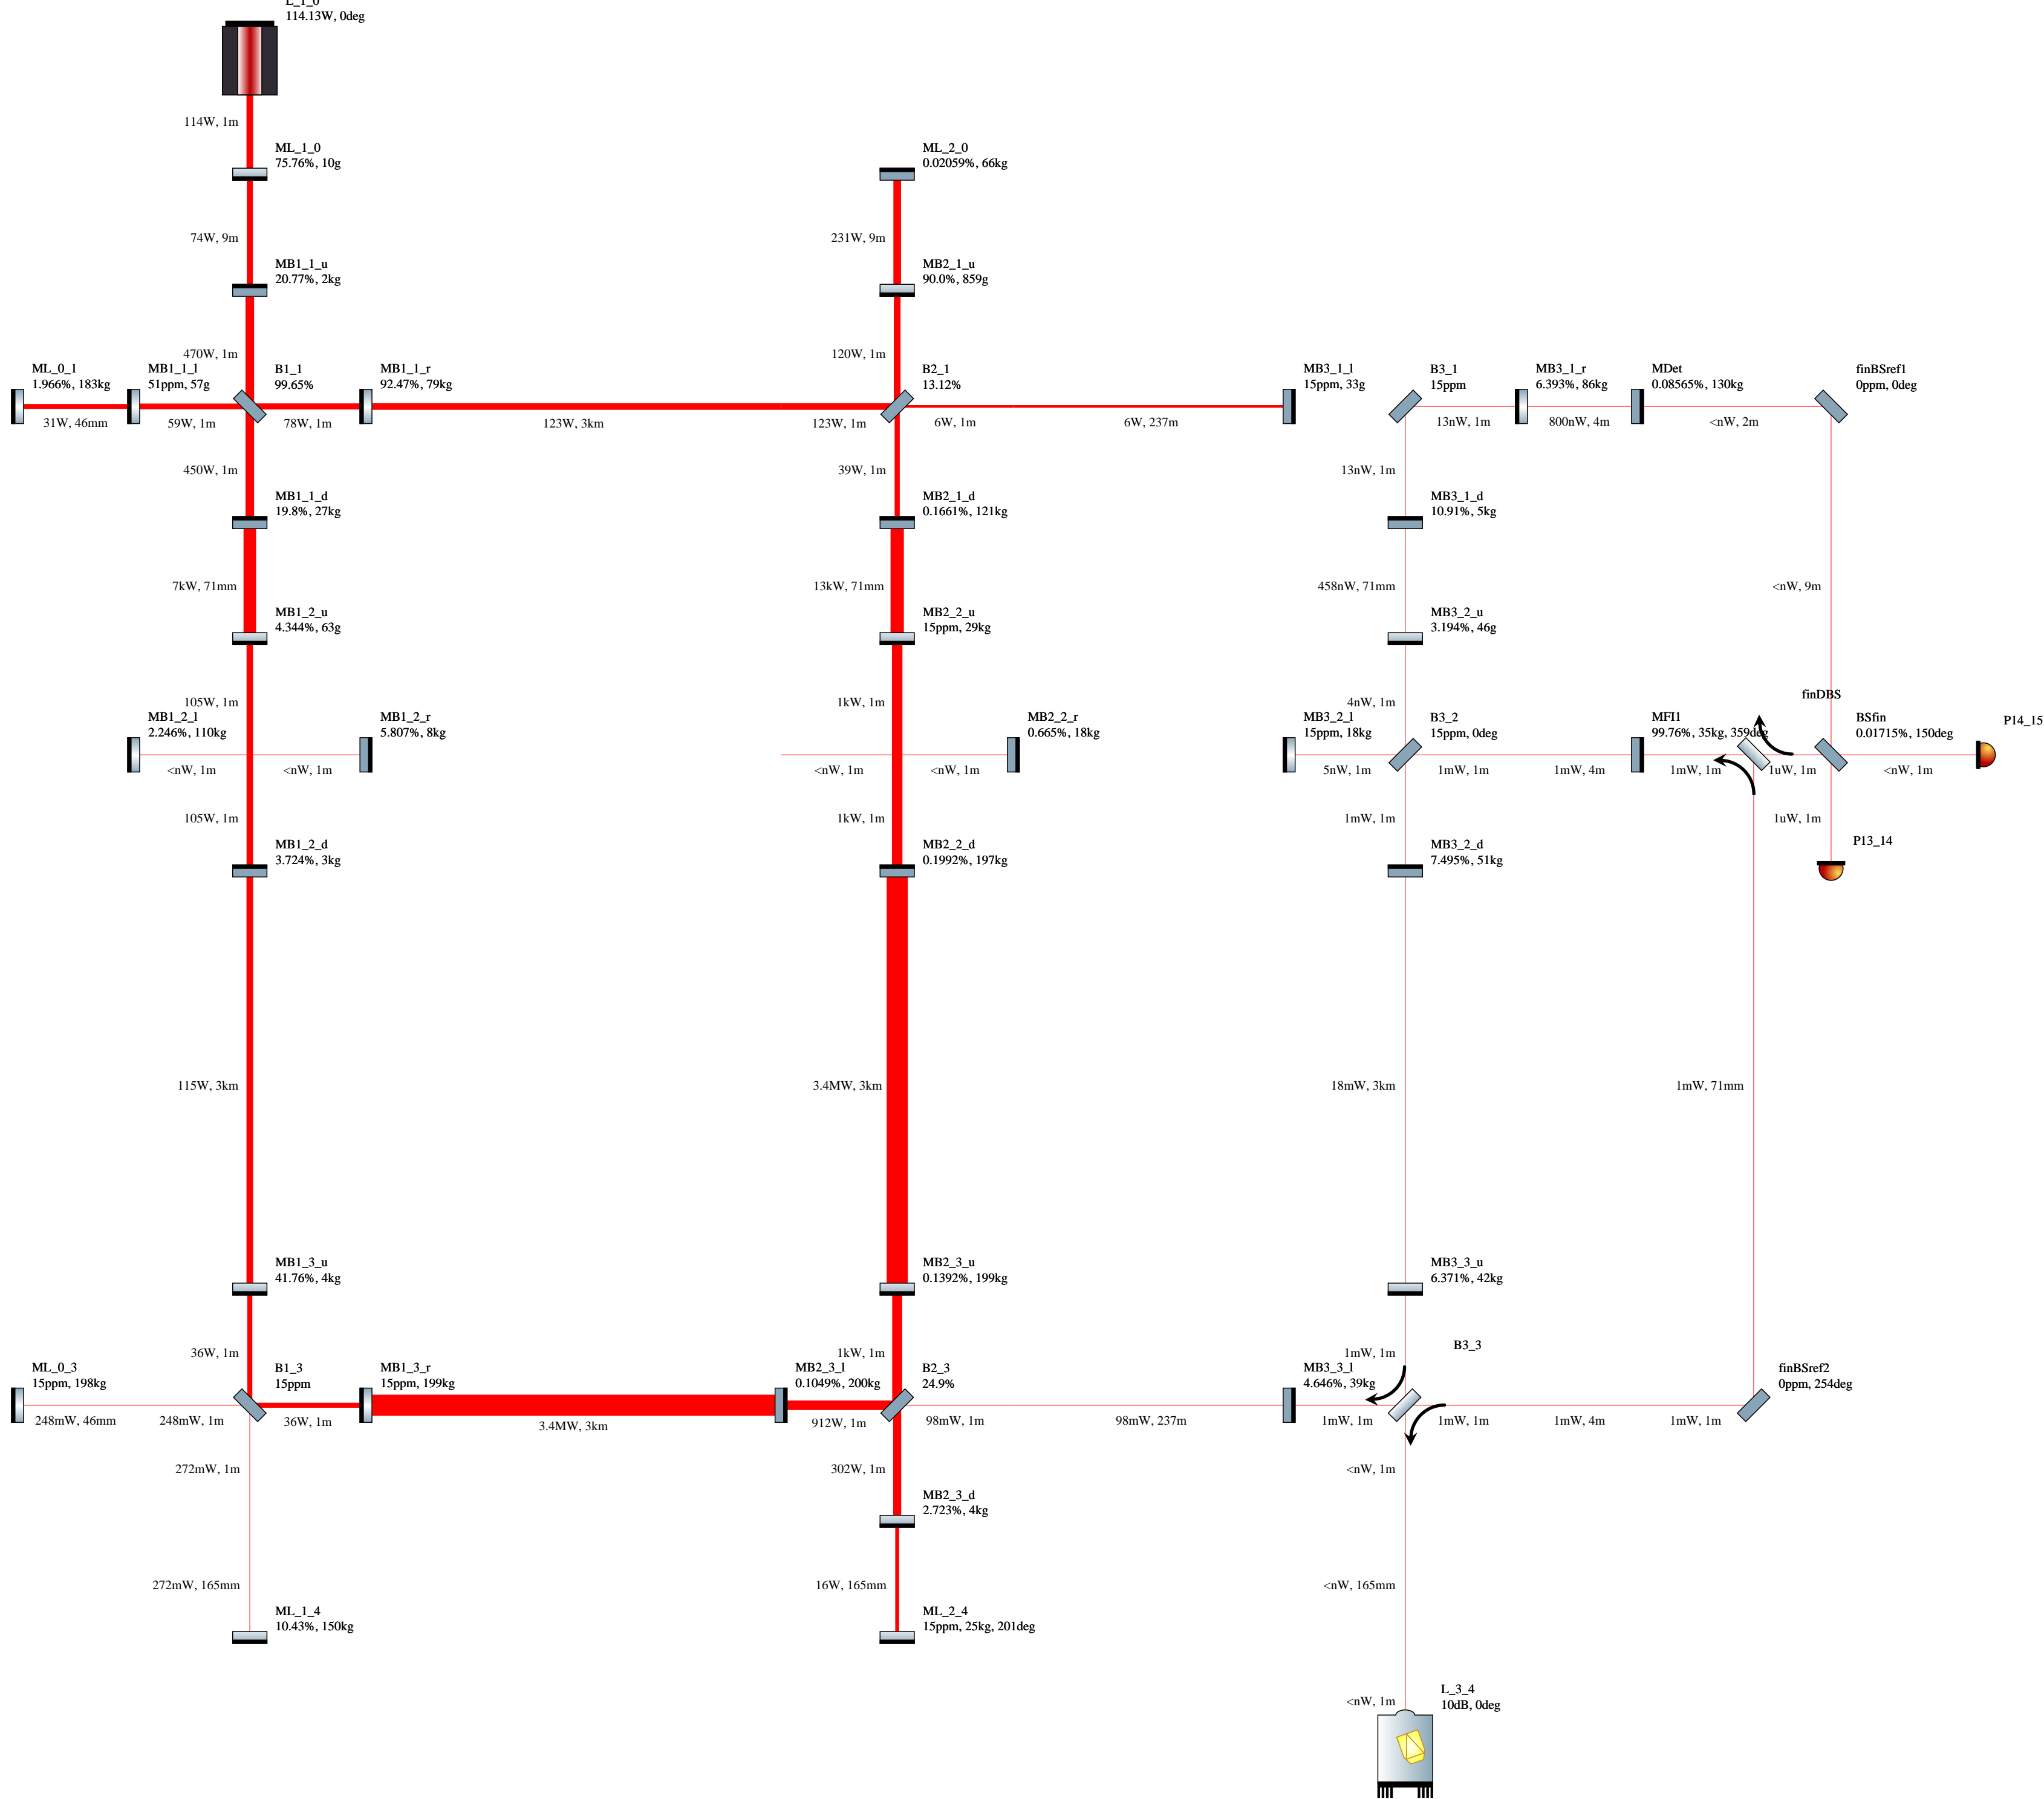 L_1_0
114.13W, 0deg
114W, 1m
ML_1_0
75.76%, 10g
ML_2_0
0.02059%, 66kg
74W, 9m
231W, 9m
MB1_1_u
20.77%, 2kg
MB2_1_u
90.0%, 859g
470W, 1m
120W, 1m
ML_0_1
1.966%, 183kg
MB1_1_l
51ppm, 57g
B1_1
99.65%
MB1_1_r
92.47%, 79kg
B2_1
13.12%
MB3_1_l
15ppm, 33g
B3_1
15ppm
MB3_1_r
6.393%, 86kg
MDet
0.08565%, 130kg
finBSref1
0ppm, 0deg
31W, 46mm
59W, 1m
78W, 1m
123W, 3km
123W, 1m
6W, 1m
6W, 237m
13nW, 1m
800nW, 4m
<nW, 2m
450W, 1m
39W, 1m
13nW, 1m
MB1_1_d
19.8%, 27kg
MB2_1_d
0.1661%, 121kg
MB3_1_d
10.91%, 5kg
7kW, 71mm
13kW, 71mm
458nW, 71mm
<nW, 9m
MB1_2_u
4.344%, 63g
MB2_2_u
15ppm, 29kg
MB3_2_u
3.194%, 46g
105W, 1m
1kW, 1m
4nW, 1m
finDBS
MB1_2_l
2.246%, 110kg
MB1_2_r
5.807%, 8kg
MB2_2_r
0.665%, 18kg
MB3_2_l
15ppm, 18kg
B3_2
15ppm, 0deg
MFI1
99.76%, 35kg, 359deg
BSfin
0.01715%, 150deg
P14_15
<nW, 1m
<nW, 1m
<nW, 1m
<nW, 1m
5nW, 1m
1mW, 1m
1mW, 4m
1mW, 1m
1uW, 1m
<nW, 1m
105W, 1m
1kW, 1m
1mW, 1m
1uW, 1m
P13_14
MB1_2_d
3.724%, 3kg
MB2_2_d
0.1992%, 197kg
MB3_2_d
7.495%, 51kg
115W, 3km
3.4MW, 3km
18mW, 3km
1mW, 71mm
MB1_3_u
41.76%, 4kg
MB2_3_u
0.1392%, 199kg
MB3_3_u
6.371%, 42kg
36W, 1m
1kW, 1m
1mW, 1m
B3_3
ML_0_3
15ppm, 198kg
B1_3
15ppm
MB1_3_r
15ppm, 199kg
MB2_3_l
0.1049%, 200kg
B2_3
24.9%
MB3_3_l
4.646%, 39kg
finBSref2
0ppm, 254deg
248mW, 46mm
248mW, 1m
36W, 1m
3.4MW, 3km
912W, 1m
98mW, 1m
98mW, 237m
1mW, 1m
1mW, 1m
1mW, 4m
1mW, 1m
272mW, 1m
302W, 1m
<nW, 1m
MB2_3_d
2.723%, 4kg
272mW, 165mm
16W, 165mm
<nW, 165mm
ML_1_4
10.43%, 150kg
ML_2_4
15ppm, 25kg, 201deg
<nW, 1m
L_3_4
10dB, 0deg